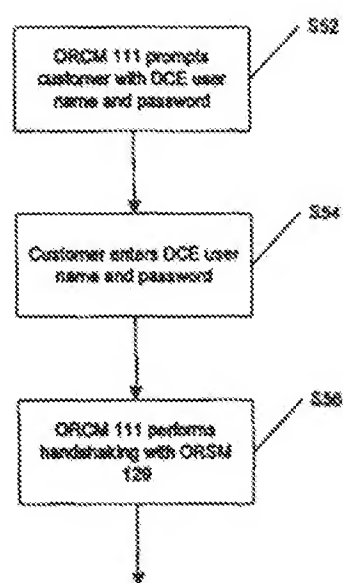 S52
ORCM 111 prompts
customer with DCE user
name and password
S54
Customer enters DCE user
name and password
S56
ORCM 111 performs
handshaking with ORSM
129